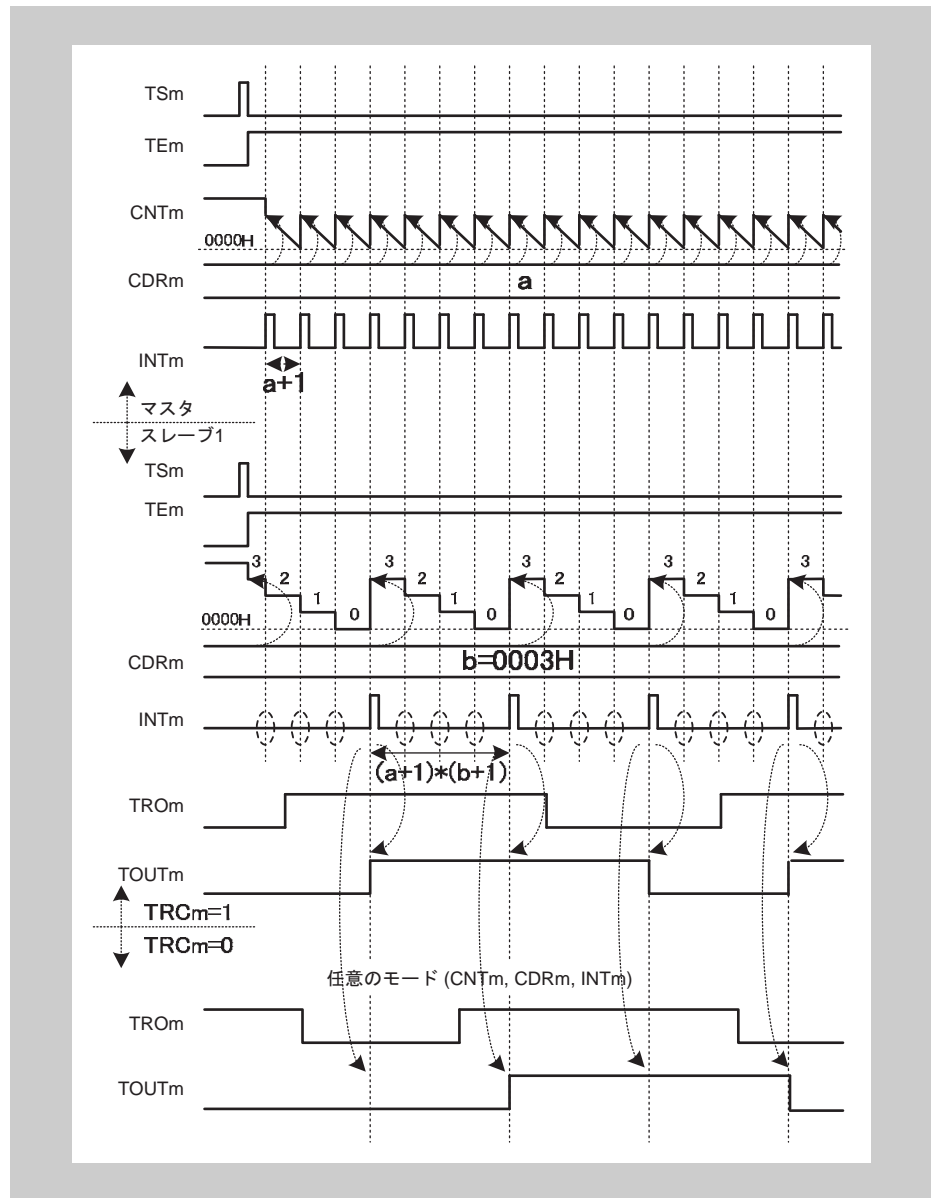 TSm
TEm
CNTm
0000H
CDRm
a
INTm
a+1
マスタ
スレーブ1
TSm
TEm
3 2 1 0 3 2 1 0 3 2 1 0 3 2 1 0 3
0000H
CDRm
b=0003H
INTm
(a+1)*(b+1)
TROm
TOUTm
TRCm=1
TRCm=0
任意のモード (CNTm, CDRm, INTm)
TROm
TOUTm